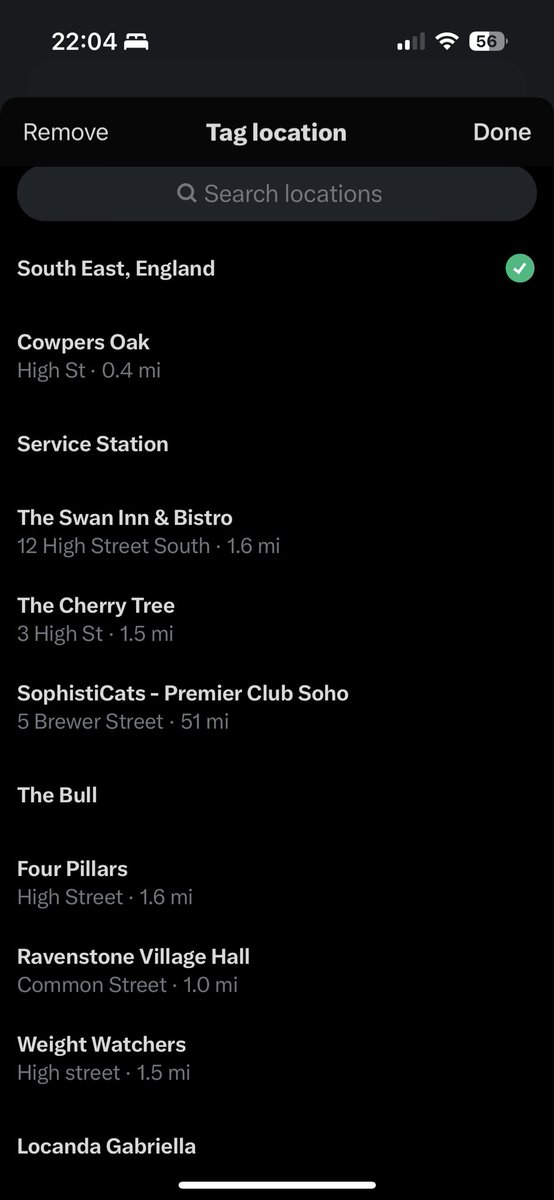 22:04
56
Remove
Tag location
Done
Search locations
South East, England
Cowpers Oak
High St · 0.4 mi
Service Station
The Swan Inn & Bistro
12 High Street South · 1.6 mi
The Cherry Tree
3 High St · 1.5 mi
SophistiCats - Premier Club Soho
5 Brewer Street · 51 mi
The Bull
Four Pillars
High Street · 1.6 mi
Ravenstone Village Hall
Common Street · 1.0 mi
Weight Watchers
High street · 1.5 mi
Locanda Gabriella